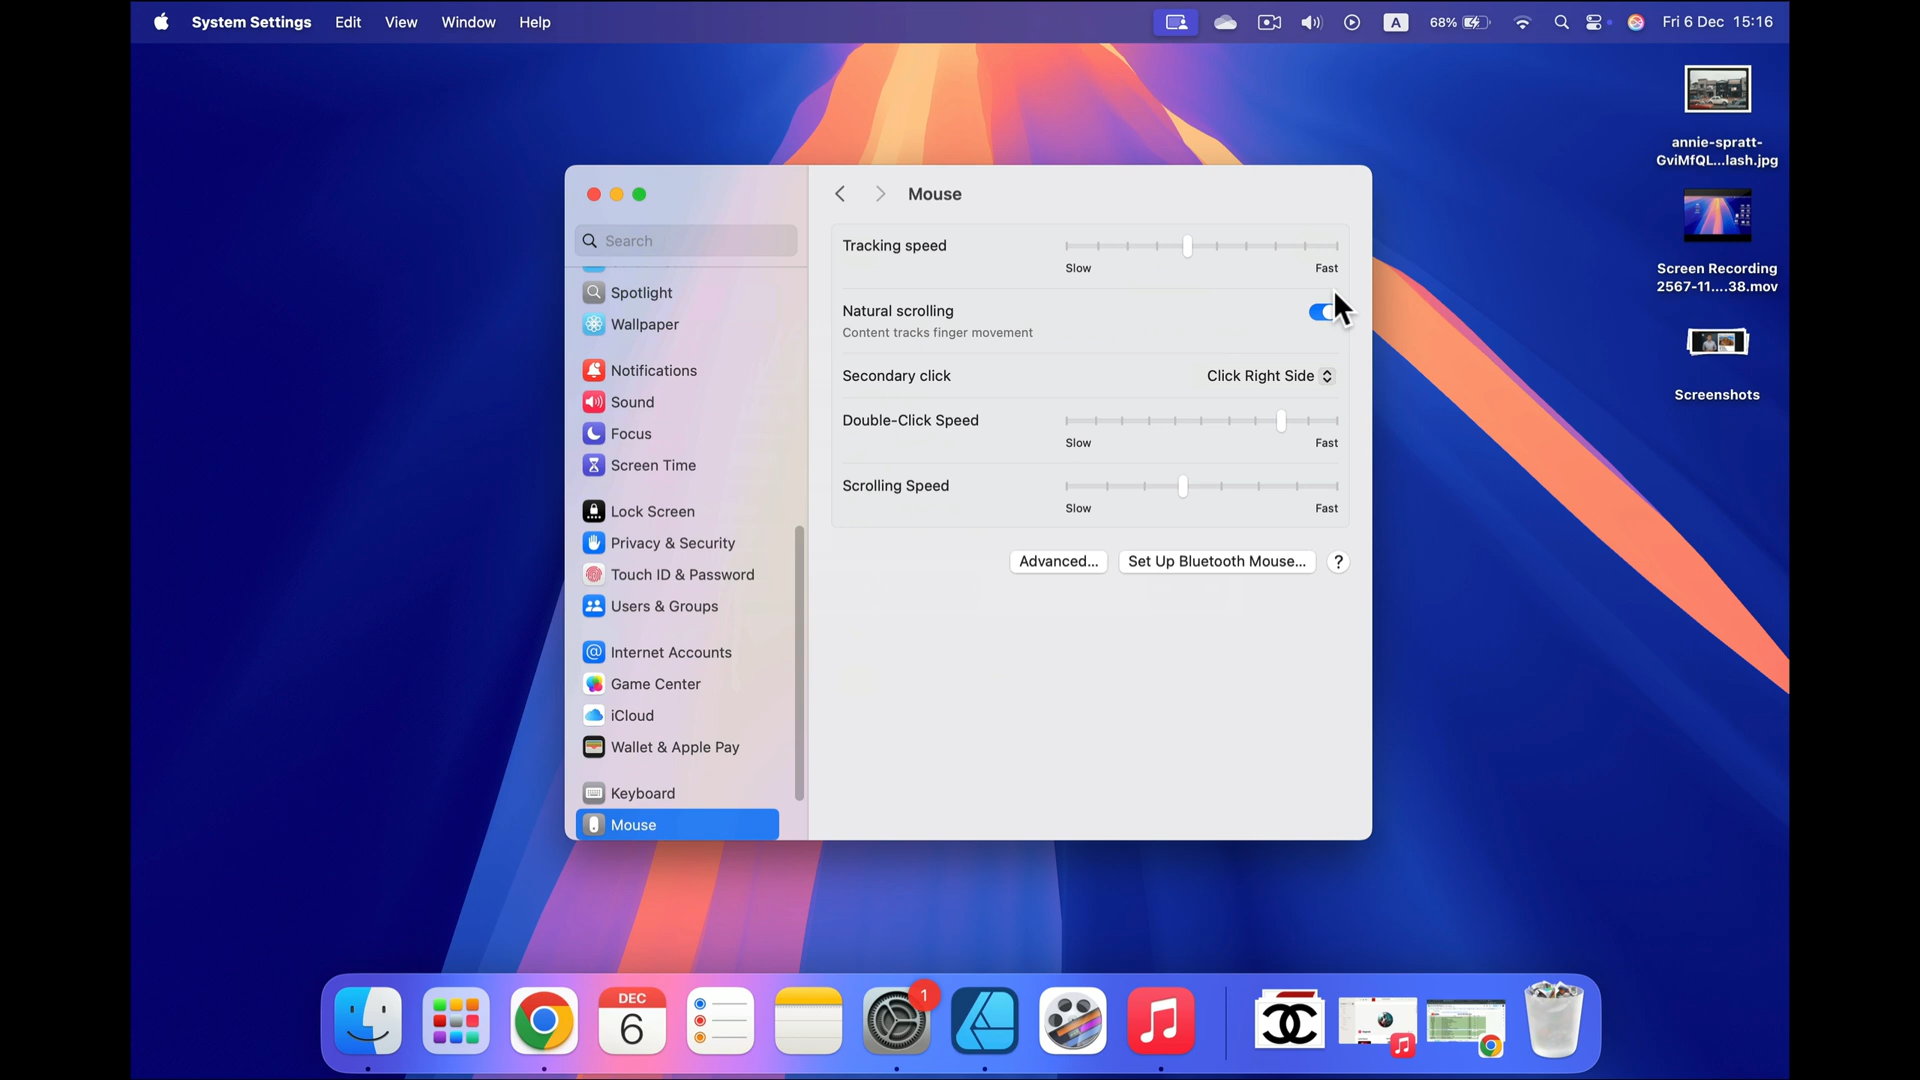 System Settings Edit View Window Help
A 68% Fri 6 Dec 15:16
annie-spratt-
GviMfQL...lash.jpg
Screen Recording
2567-11....38.mov
Screenshots
Search
Spotlight
Wallpaper
Notifications
Sound
Focus
Screen Time
Lock Screen
Privacy & Security
Touch ID & Password
Users & Groups
Internet Accounts
Game Center
iCloud
Wallet & Apple Pay
Keyboard
Mouse
Mouse
Tracking speed
Slow Fast
Natural scrolling
Content tracks finger movement
Secondary click Click Right Side
Double-Click Speed
Slow Fast
Scrolling Speed
Slow Fast
Advanced... Set Up Bluetooth Mouse... ?
DEC
6
1